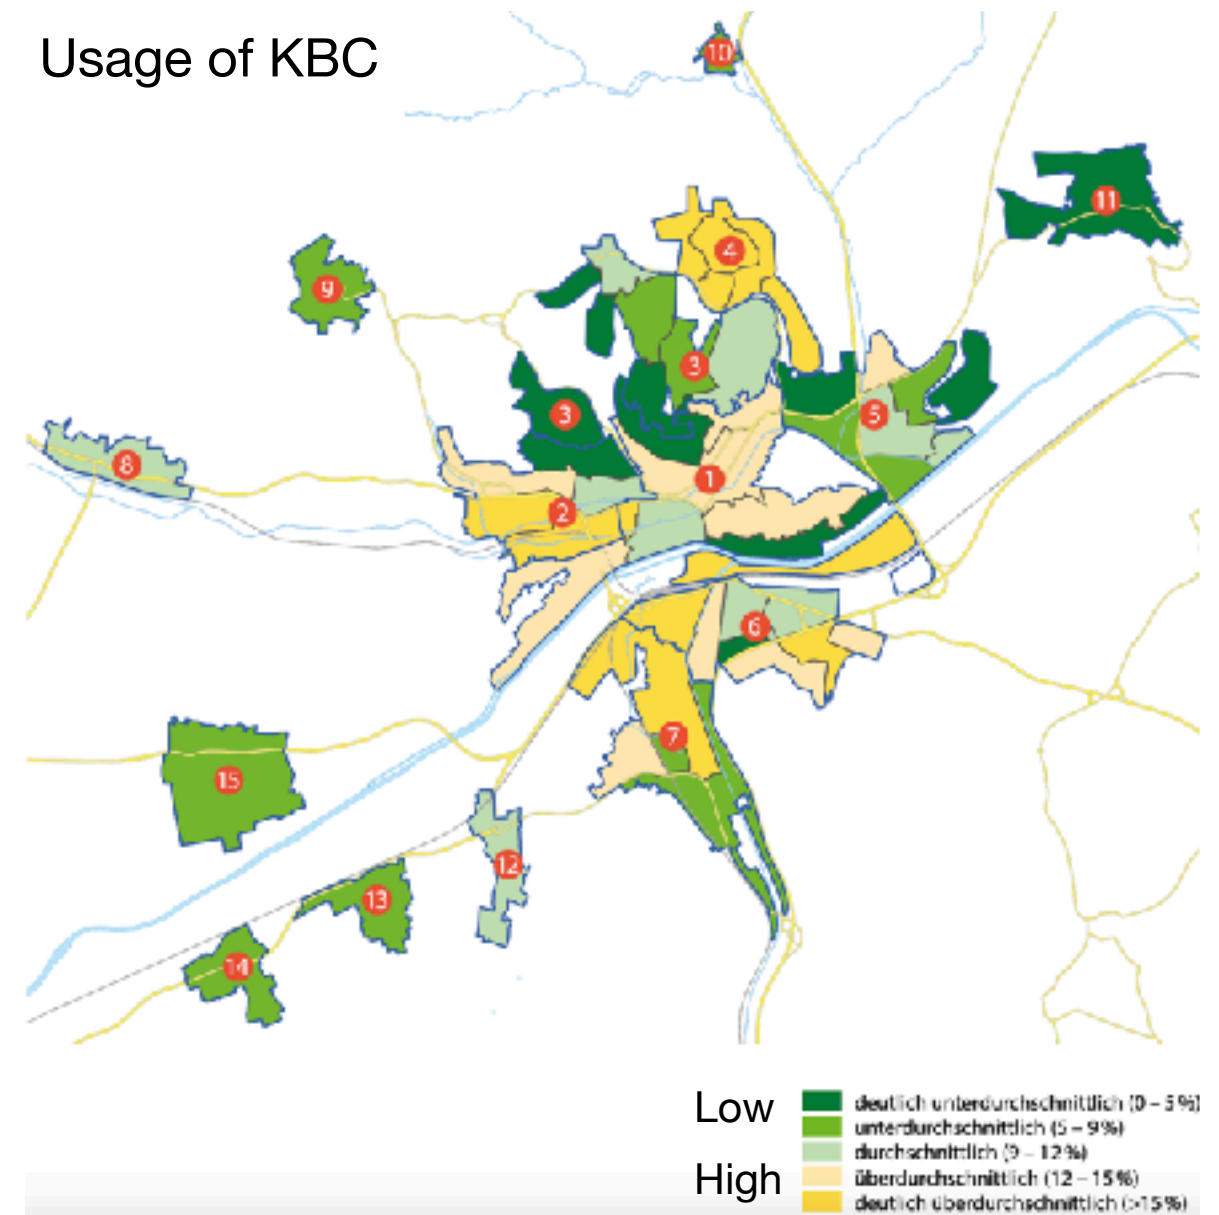 Usage of KBC
10
11
4
9
3
3
5
8
1
2
6
7
15
12
13
14
Low
deutlich unterdurchschnittlich (0 – 5 %)
unterdurchschnittlich (5 – 9 %)
durchschnittlich (9 – 12 %)
High
überdurchschnittlich (12 – 15 %)
deutlich überdurchschnittlich (>15 %)